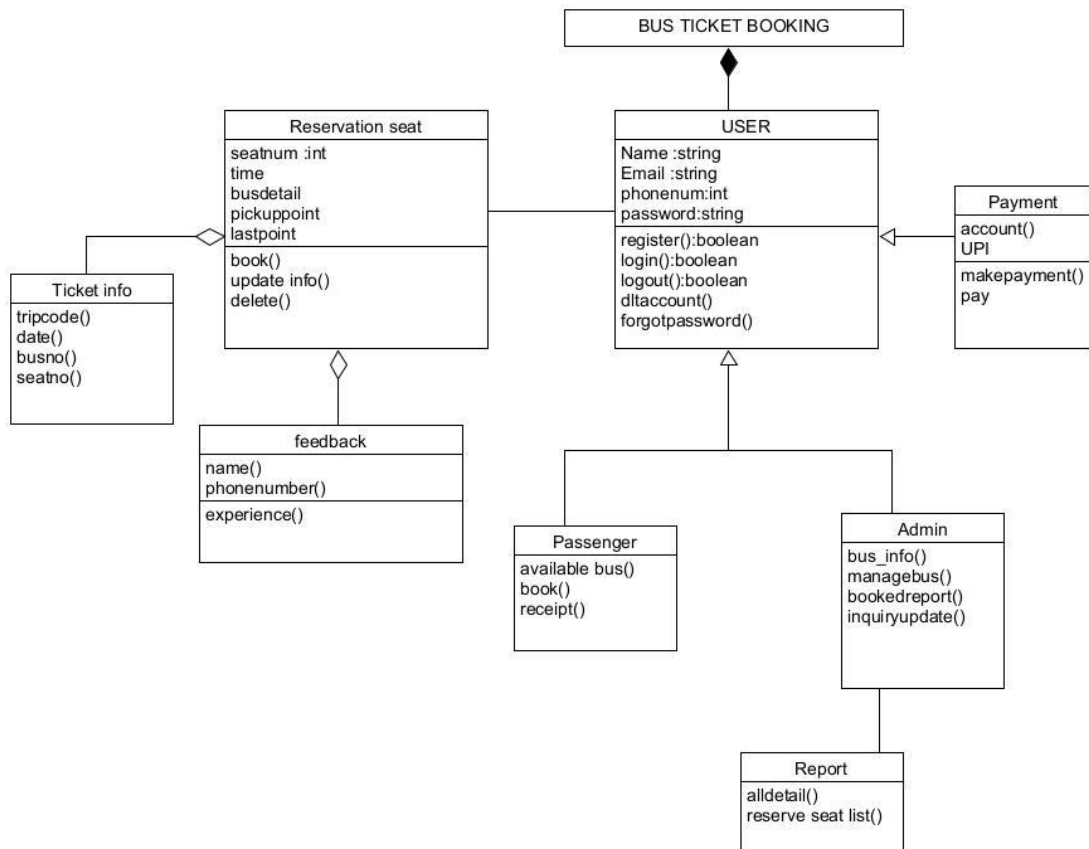 BUS TICKET BOOKING
Reservation seat
seatnum :int
time
busdetail
pickuppoint
lastpoint
book()
update info()
delete()
USER
Name :string
Email :string
phonenum:int
password:string
register():boolean
login():boolean
logout():boolean
dltaccount()
forgotpassword()
Payment
account()
UPI
makepayment()
pay
Ticket info
tripcode()
date()
busno()
seatno()
feedback
name()
phonenumber()
experience()
Passenger
available bus()
book()
receipt()
Admin
bus_info()
managebus()
bookedreport()
inquiryupdate()
Report
alldetail()
reserve seat list()